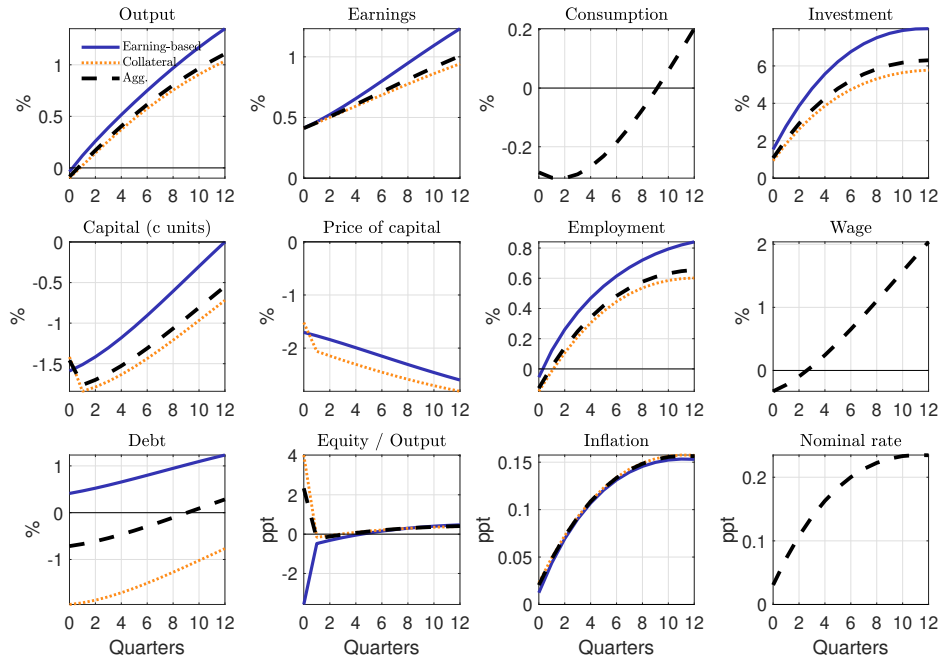 Output
Earning-based
Collateral
Agg.
%
1
0.5
0
0 2 4 6 8 10 12
Earnings
%
1
0.5
0
0 2 4 6 8 10 12
Consumption
%
0.2
0
-0.2
0 2 4 6 8 10 12
Investment
%
6
4
2
0
0 2 4 6 8 10 12
Capital (c units)
%
0
-0.5
-1
-1.5
0 2 4 6 8 10 12
Price of capital
%
0
-1
-2
0 2 4 6 8 10 12
Employment
%
0.8
0.6
0.4
0.2
0
0 2 4 6 8 10 12
Wage
%
2
1
0
0 2 4 6 8 10 12
Debt
%
1
0
-1
0 2 4 6 8 10 12
Quarters
Equity / Output
ppt
4
2
0
-2
0 2 4 6 8 10 12
Quarters
Inflation
ppt
0.15
0.1
0.05
0
0 2 4 6 8 10 12
Quarters
Nominal rate
ppt
0.2
0.1
0
0 2 4 6 8 10 12
Quarters